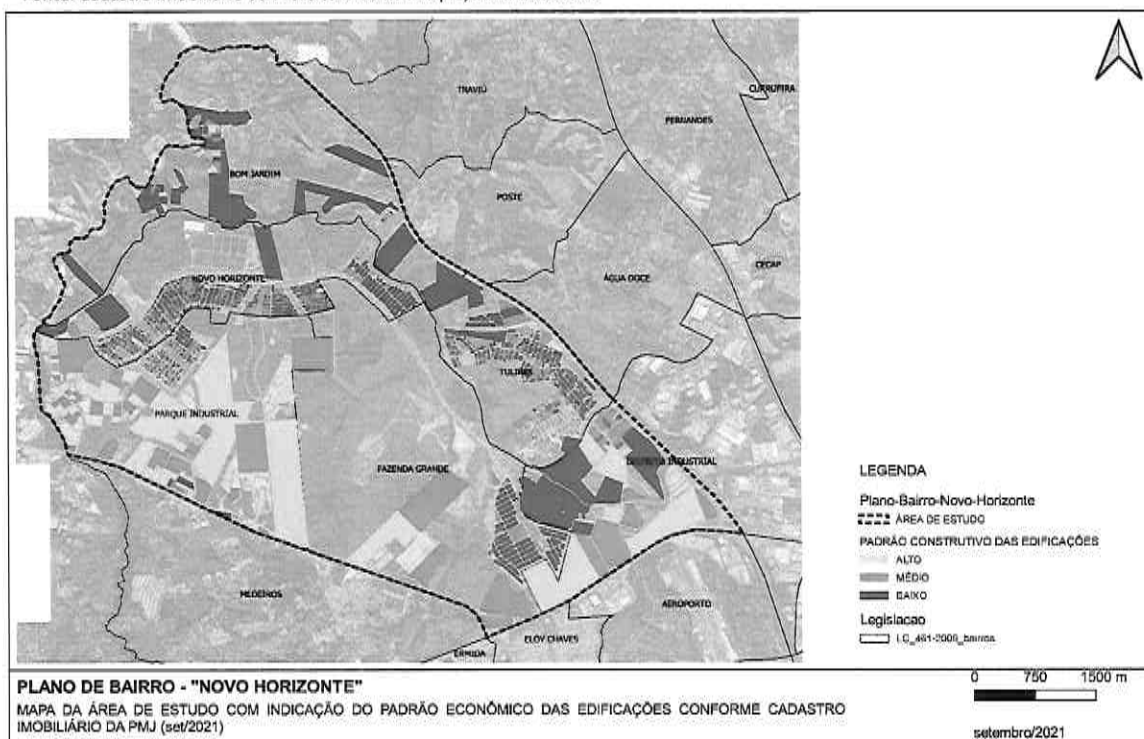 TRAVIÚ
CURRUPIRA
FERNANDES
BOM JARDIM
POSTE
CECAP
NOVO HORIZONTE
ÁGUA DOCE
TULIPAS
PARQUE INDUSTRIAL
FAZENDA GRANDE
DISTRITO INDUSTRIAL
MEDEIROS
AEROPORTO
ELOY CHAVES
ERMIDA
LEGENDA
Plano-Bairro-Novo-Horizonte
ÁREA DE ESTUDO
PADRÃO CONSTRUTIVO DAS EDIFICAÇÕES
ALTO
MÉDIO
BAIXO
Legislacao
PLANO DE BAIRRO - "NOVO HORIZONTE"
MAPA DA ÁREA DE ESTUDO COM INDICAÇÃO DO PADRÃO ECONÔMICO DAS EDIFICAÇÕES CONFORME CADASTRO
IMOBILIÁRIO DA PMJ (set/2021)
0 750 1500 m
setembro/2021